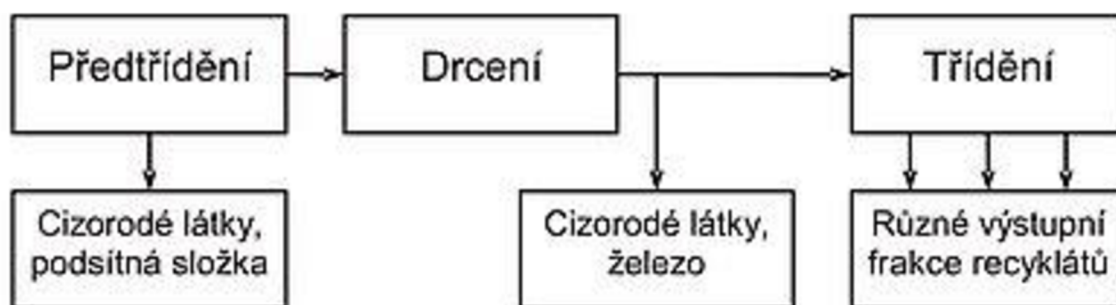 Předtřídění
Drcení
Třídění
Cizorodé látky,
podsítná složka
Cizorodé látky,
železo
Různé výstupní
frakce recyklátů